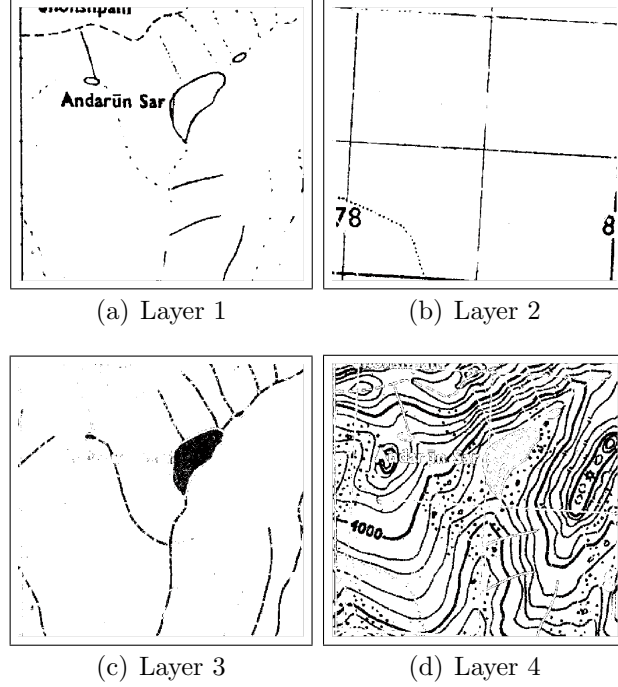 Andarūn Sar
78
8
(a) Layer 1
(b) Layer 2
4000
(c) Layer 3
(d) Layer 4